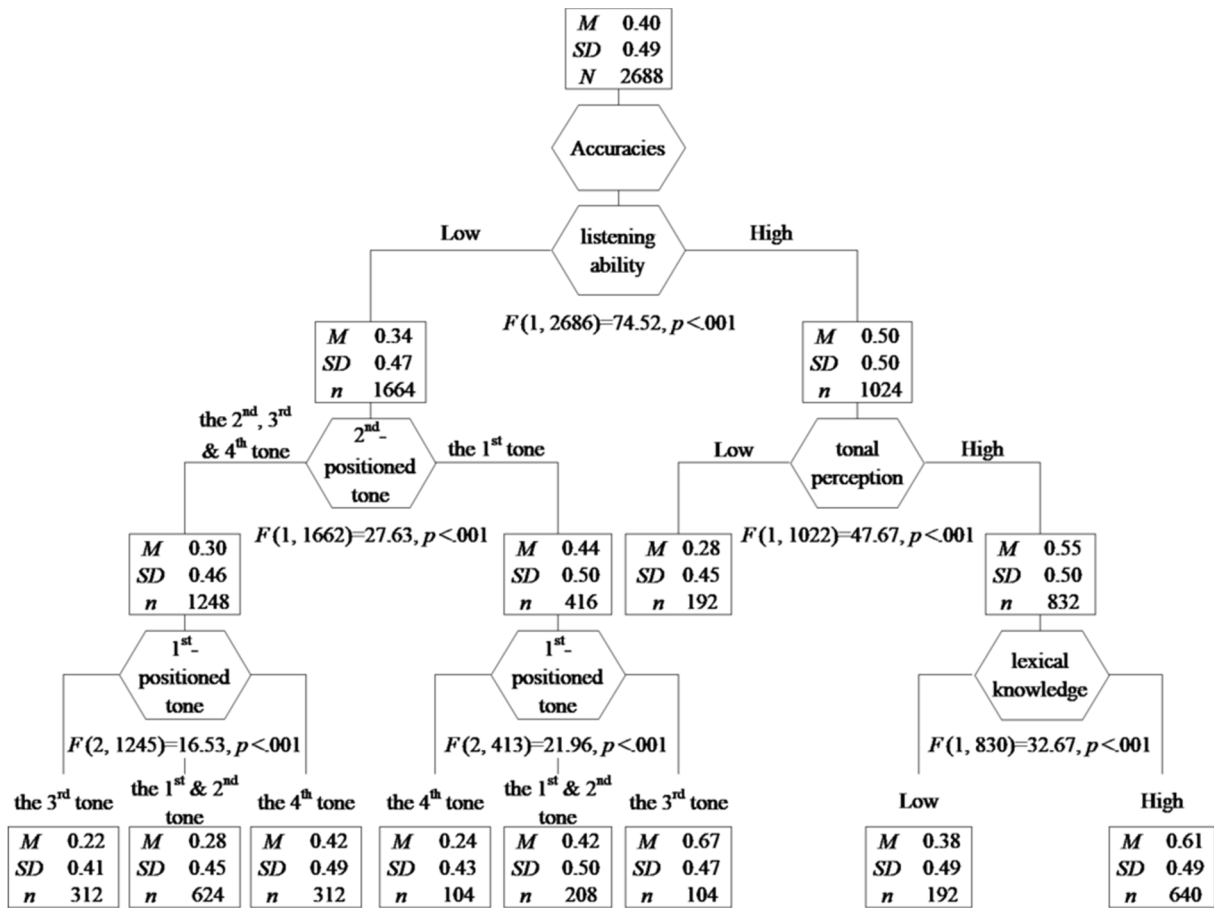 M 0.40
SD 0.49
N 2688
Accuracies
Low
listening
ability
High
F(1, 2686)=74.52, p<.001
M 0.34
SD 0.47
n 1664
M 0.50
SD 0.50
n 1024
the 2nd, 3rd
& 4th tone
2nd-
positioned
tone
the 1st tone
Low
tonal
perception
High
F(1, 1662)=27.63, p<.001
F(1, 1022)=47.67, p<.001
M 0.30
SD 0.46
n 1248
M 0.44
SD 0.50
n 416
M 0.28
SD 0.45
n 192
M 0.55
SD 0.50
n 832
1st-
positioned
tone
1st-
positioned
tone
lexical
knowledge
F(2, 1245)=16.53, p<.001
F(2, 413)=21.96, p<.001
F(1, 830)=32.67, p<.001
the 3rd tone
the 1st & 2nd
tone
the 4th tone
the 4th tone
the 1st & 2nd
tone
the 3rd tone
Low
High
M 0.22
SD 0.41
n 312
M 0.28
SD 0.45
n 624
M 0.42
SD 0.49
n 312
M 0.24
SD 0.43
n 104
M 0.42
SD 0.50
n 208
M 0.67
SD 0.47
n 104
M 0.38
SD 0.49
n 192
M 0.61
SD 0.49
n 640